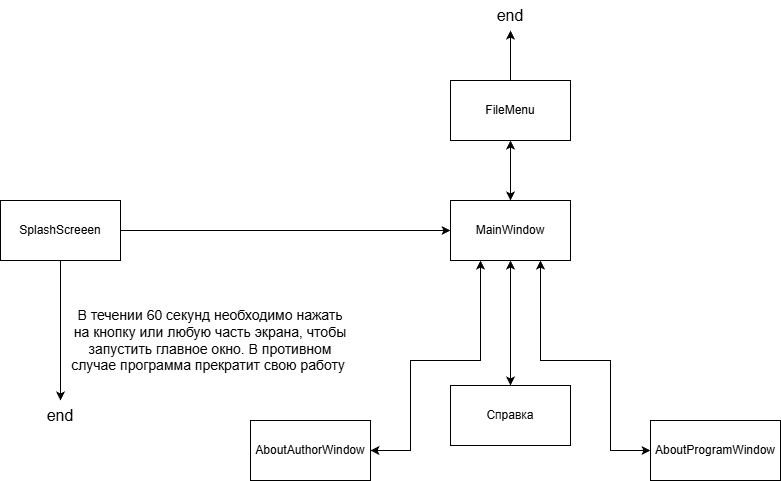 end
FileMenu
SplashScreeen
MainWindow
В течении 60 секунд необходимо нажать
на кнопку или любую часть экрана, чтобы
запустить главное окно. В противном
случае программа прекратит свою работу
end
Справка
AboutAuthorWindow
AboutProgramWindow